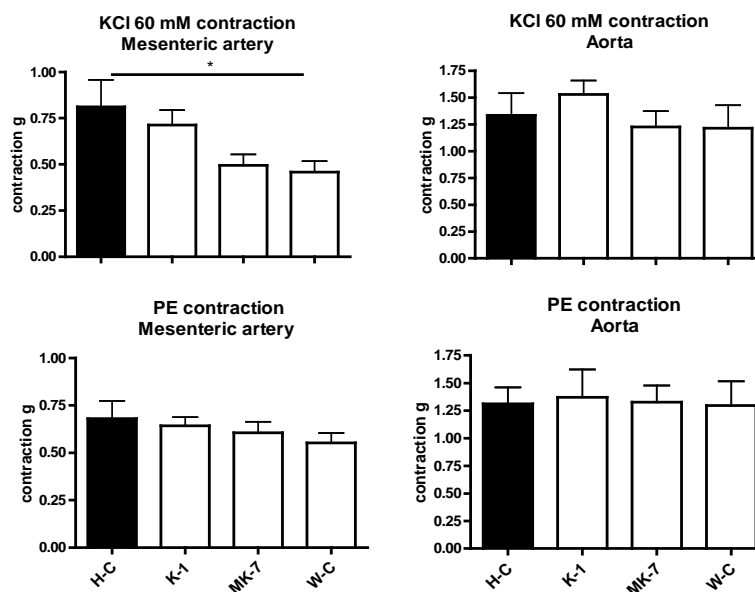 KCl 60 mM contraction
Mesenteric artery
*
1.00
0.75
0.50
0.25
0.00
contraction g
KCl 60 mM contraction
Aorta
1.75
1.50
1.25
1.00
0.75
0.50
0.25
0.00
contraction g
PE contraction
Mesenteric artery
1.00
0.75
0.50
0.25
0.00
contraction g
H-C
K-1
MK-7
W-C
PE contraction
Aorta
1.75
1.50
1.25
1.00
0.75
0.50
0.25
0.00
contraction g
H-C
K-1
MK-7
W-C